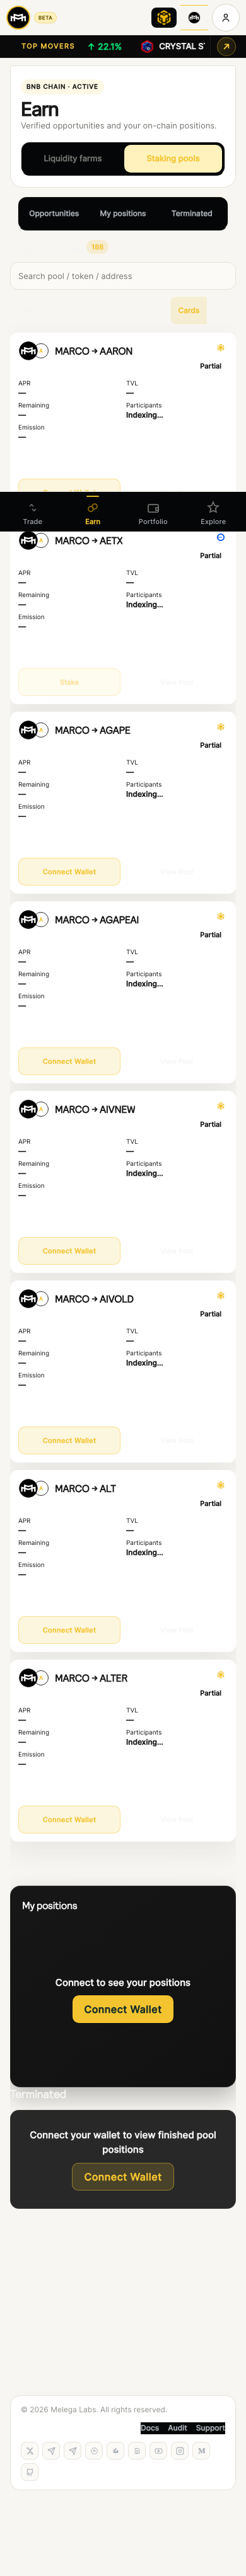 BETA
TOP MOVERS ↑ 22.1% CRYSTAL ST
BNB CHAIN · ACTIVE
Earn
Verified opportunities and your on-chain positions.
Liquidity farms Staking pools
Opportunities My positions Terminated
188
Search pool / token / address
Cards
MARCO → AARON
Partial
APR TVL
— —
Remaining Participants
— Indexing...
Emission
—
Trade Earn Portfolio Explore
MARCO → AETX
Partial
APR TVL
— —
Remaining Participants
— Indexing...
Emission
—
Stake View Pool
MARCO → AGAPE
Partial
APR TVL
— —
Remaining Participants
— Indexing...
Emission
—
Connect Wallet View Pool
MARCO → AGAPEAI
Partial
APR TVL
— —
Remaining Participants
— Indexing...
Emission
—
Connect Wallet View Pool
MARCO → AIVNEW
Partial
APR TVL
— —
Remaining Participants
— Indexing...
Emission
—
Connect Wallet View Pool
MARCO → AIVOLD
Partial
APR TVL
— —
Remaining Participants
— Indexing...
Emission
—
Connect Wallet View Pool
MARCO → ALT
Partial
APR TVL
— —
Remaining Participants
— Indexing...
Emission
—
Connect Wallet View Pool
MARCO → ALTER
Partial
APR TVL
— —
Remaining Participants
— Indexing...
Emission
—
Connect Wallet View Pool
My positions
Connect to see your positions
Connect Wallet
Terminated
Connect your wallet to view finished pool
positions
Connect Wallet
© 2026 Melega Labs. All rights reserved.
Docs Audit Support